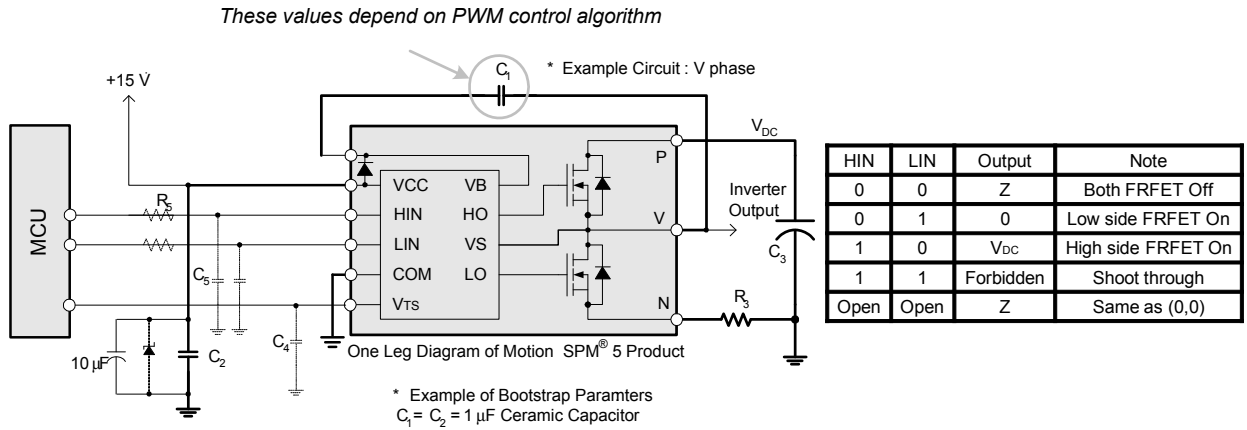 These values depend on PWM control algorithm
C1
* Example Circuit : V phase
+15 V
VDC
P
MCU
R5
VCC VB
HIN HO
LIN VS
COM LO
VTS
V
N
Inverter
Output
C3
R3
C5
C4
10 µF
C2
One Leg Diagram of Motion SPM® 5 Product
* Example of Bootstrap Paramters
C1 = C2 = 1 µF Ceramic Capacitor
HIN LIN Output Note
0 0 Z Both FRFET Off
0 1 0 Low side FRFET On
1 0 VDC High side FRFET On
1 1 Forbidden Shoot through
Open Open Z Same as (0,0)